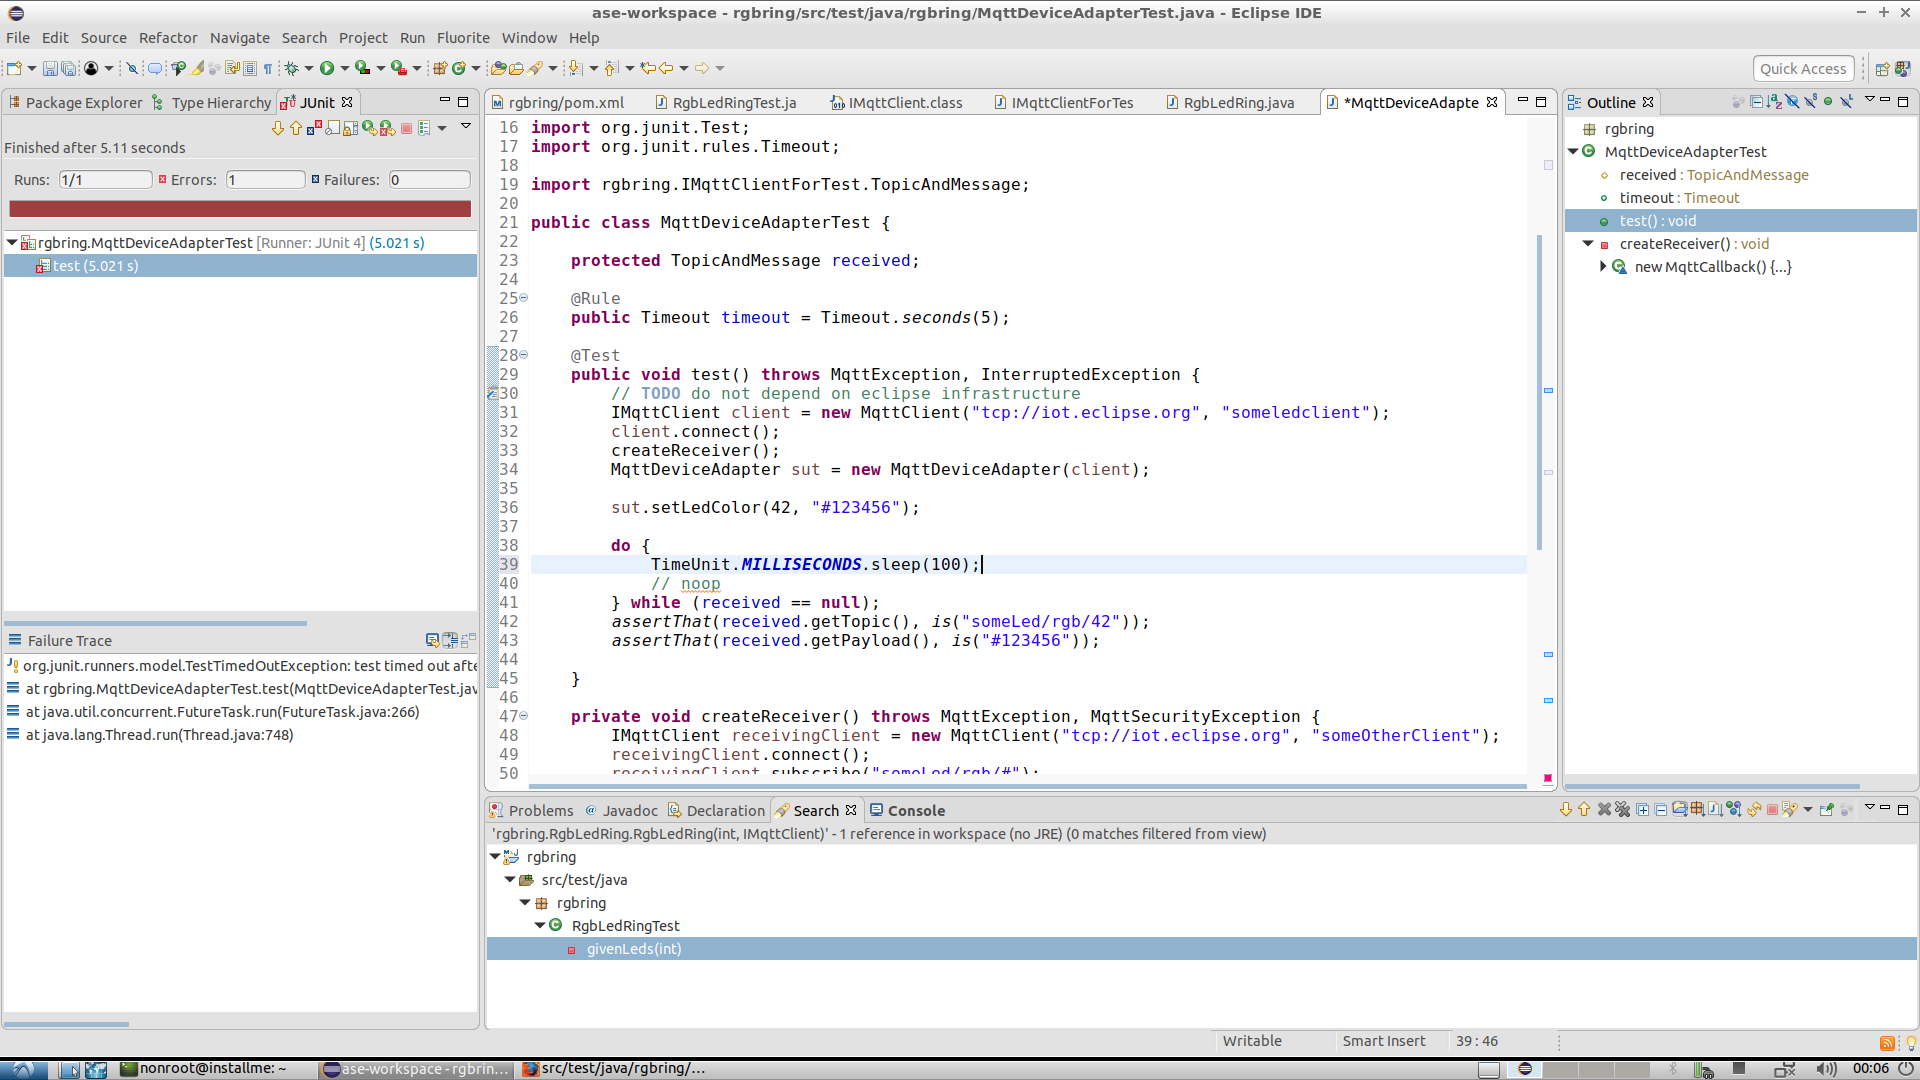 ase-workspace - rgbring/src/test/java/rgbring/MqttDeviceAdapterTest.java - Eclipse IDE
File Edit Source Refactor Navigate Search Project Run Fluorite Window Help
Quick Access
Package Explorer Type Hierarchy JUnit
Finished after 5.11 seconds
Runs: 1/1 Errors: 1 Failures: 0
rgbring.MqttDeviceAdapterTest [Runner: JUnit 4] (5.021 s)
test (5.021 s)
Failure Trace
org.junit.runners.model.TestTimedOutException: test timed out afte
at rgbring.MqttDeviceAdapterTest.test(MqttDeviceAdapterTest.jav
at java.util.concurrent.FutureTask.run(FutureTask.java:266)
at java.lang.Thread.run(Thread.java:748)
rgbring/pom.xml RgbLedRingTest.ja IMqttClient.class IMqttClientForTes RgbLedRing.java *MqttDeviceAdapte
16 import org.junit.Test;
17 import org.junit.rules.Timeout;
18
19 import rgbring.IMqttClientForTest.TopicAndMessage;
20
21 public class MqttDeviceAdapterTest {
22
23 protected TopicAndMessage received;
24
25 @Rule
26 public Timeout timeout = Timeout.seconds(5);
27
28 @Test
29 public void test() throws MqttException, InterruptedException {
30 // TODO do not depend on eclipse infrastructure
31 IMqttClient client = new MqttClient("tcp://iot.eclipse.org", "someledclient");
32 client.connect();
33 createReceiver();
34 MqttDeviceAdapter sut = new MqttDeviceAdapter(client);
35
36 sut.setLedColor(42, "#123456");
37
38 do {
39 TimeUnit.MILLISECONDS.sleep(100);
40 // noop
41 } while (received == null);
42 assertThat(received.getTopic(), is("someLed/rgb/42"));
43 assertThat(received.getPayload(), is("#123456"));
44
45 }
46
47 private void createReceiver() throws MqttException, MqttSecurityException {
48 IMqttClient receivingClient = new MqttClient("tcp://iot.eclipse.org", "someOtherClient");
49 receivingClient.connect();
50 receivingClient.subscribe("someLed/rgb/#");
Outline
rgbring
MqttDeviceAdapterTest
received : TopicAndMessage
timeout : Timeout
test() : void
createReceiver() : void
new MqttCallback() {...}
Problems Javadoc Declaration Search Console
'rgbring.RgbLedRing.RgbLedRing(int, IMqttClient)' - 1 reference in workspace (no JRE) (0 matches filtered from view)
rgbring
src/test/java
rgbring
RgbLedRingTest
givenLeds(int)
Writable Smart Insert 39 : 46
nonroot@installme: ~ ase-workspace - rgbrin... src/test/java/rgbring/... 00:06